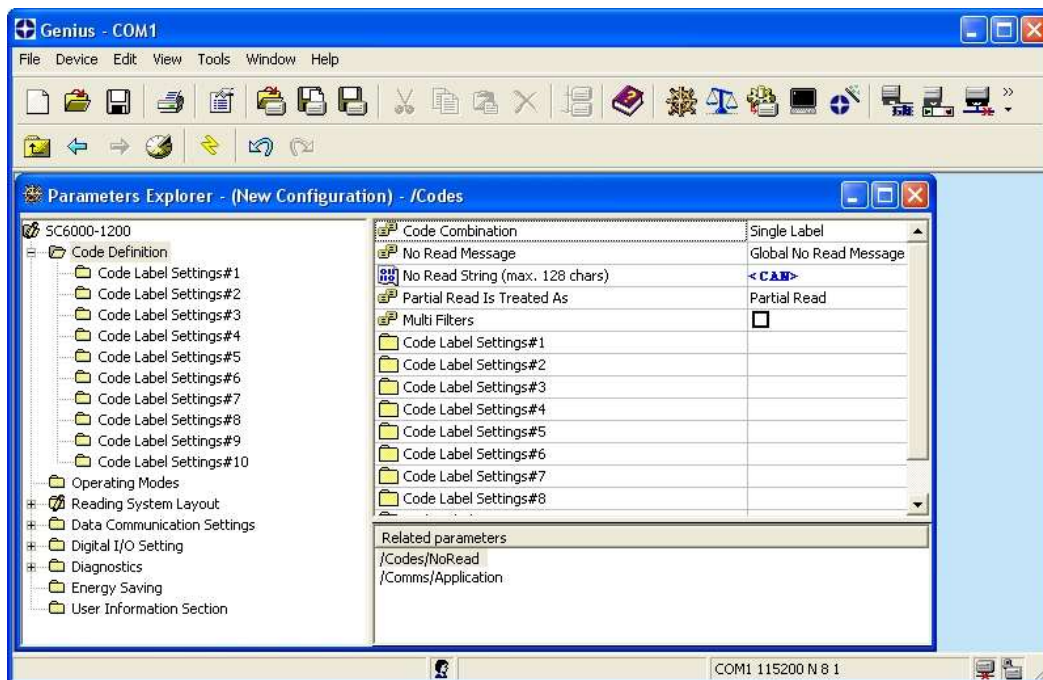 Genius - COM1
File Device Edit View Tools Window Help
Parameters Explorer - (New Configuration) - /Codes
SC6000-1200
Code Definition
Code Label Settings#1
Code Label Settings#2
Code Label Settings#3
Code Label Settings#4
Code Label Settings#5
Code Label Settings#6
Code Label Settings#7
Code Label Settings#8
Code Label Settings#9
Code Label Settings#10
Operating Modes
Reading System Layout
Data Communication Settings
Digital I/O Setting
Diagnostics
Energy Saving
User Information Section
Code Combination Single Label
No Read Message Global No Read Message
No Read String (max. 128 chars) <CAN>
Partial Read Is Treated As Partial Read
Multi Filters
Code Label Settings#1
Code Label Settings#2
Code Label Settings#3
Code Label Settings#4
Code Label Settings#5
Code Label Settings#6
Code Label Settings#7
Code Label Settings#8
Related parameters
/Codes/NoRead
/Comms/Application
COM1 115200 N 8 1